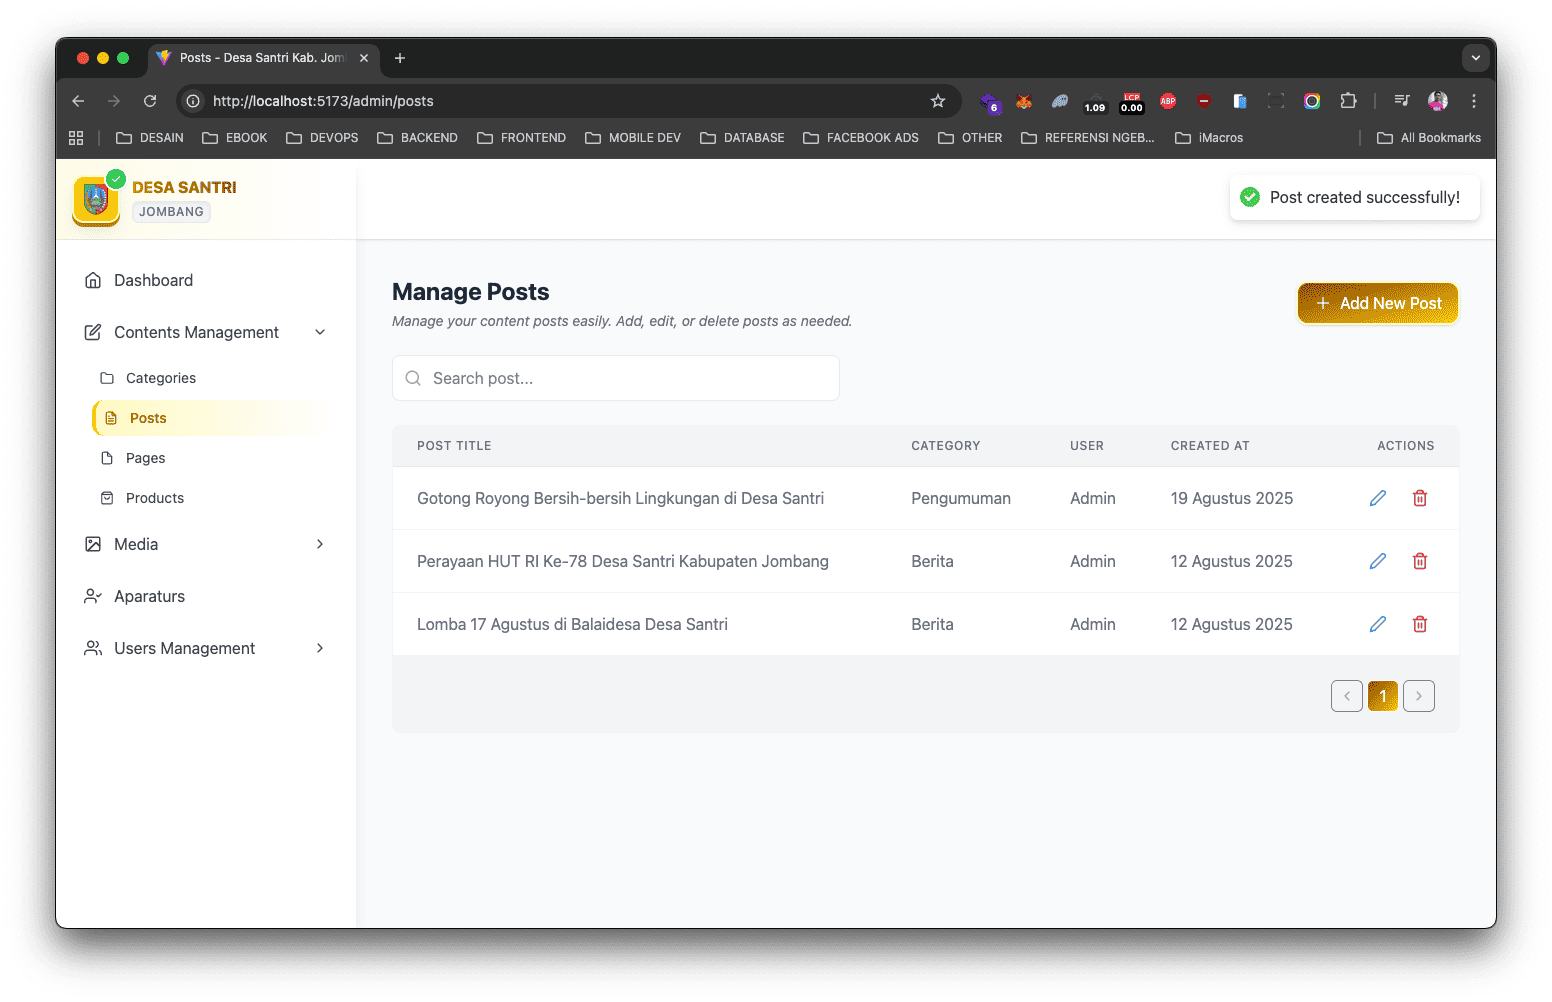 Posts - Desa Santri Kab. Jom
http://localhost:5173/admin/posts
6
1.09
LCP
0.00
ABP
DESAIN
EBOOK
DEVOPS
BACKEND
FRONTEND
MOBILE DEV
DATABASE
FACEBOOK ADS
OTHER
REFERENSI NGEB...
iMacros
All Bookmarks
DESA SANTRI
JOMBANG
Post created successfully!
Dashboard
Contents Management
Categories
Posts
Pages
Products
Media
Aparaturs
Users Management
Manage Posts
Manage your content posts easily. Add, edit, or delete posts as needed.
Add New Post
Search post...
POST TITLE CATEGORY USER CREATED AT ACTIONS
Gotong Royong Bersih-bersih Lingkungan di Desa Santri Pengumuman Admin 19 Agustus 2025
Perayaan HUT RI Ke-78 Desa Santri Kabupaten Jombang Berita Admin 12 Agustus 2025
Lomba 17 Agustus di Balaidesa Desa Santri Berita Admin 12 Agustus 2025
1